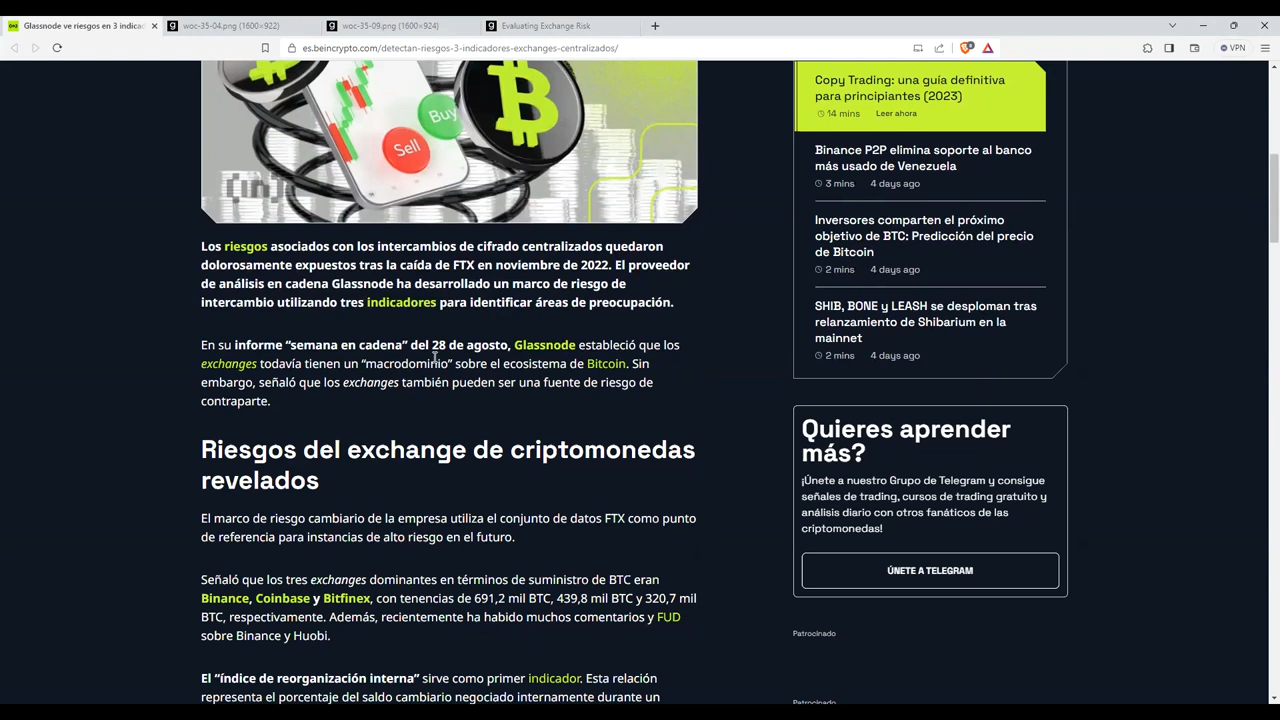 Glassnode ve riesgos en 3 indicad
woc-35-04.png (1600×922)
woc-35-09.png (1600×924)
Evaluating Exchange Risk
es.beincrypto.com/detectan-riesgos-3-indicadores-exchanges-centralizados/
VPN
Buy
Sell
Los riesgos asociados con los intercambios de cifrado centralizados quedaron
dolorosamente expuestos tras la caída de FTX en noviembre de 2022. El proveedor
de análisis en cadena Glassnode ha desarrollado un marco de riesgo de
intercambio utilizando tres indicadores para identificar áreas de preocupación.
En su informe “semana en cadena” del 28 de agosto, Glassnode estableció que los
exchanges todavía tienen un “macrodominio” sobre el ecosistema de Bitcoin. Sin
embargo, señaló que los exchanges también pueden ser una fuente de riesgo de
contraparte.
Riesgos del exchange de criptomonedas
revelados
El marco de riesgo cambiario de la empresa utiliza el conjunto de datos FTX como punto
de referencia para instancias de alto riesgo en el futuro.
Señaló que los tres exchanges dominantes en términos de suministro de BTC eran
Binance, Coinbase y Bitfinex, con tenencias de 691,2 mil BTC, 439,8 mil BTC y 320,7 mil
BTC, respectivamente. Además, recientemente ha habido muchos comentarios y FUD
sobre Binance y Huobi.
El “índice de reorganización interna” sirve como primer indicador. Esta relación
representa el porcentaje del saldo cambiario negociado internamente durante un
Copy Trading: una guía definitiva
para principiantes (2023)
14 mins Leer ahora
Binance P2P elimina soporte al banco
más usado de Venezuela
3 mins 4 days ago
Inversores comparten el próximo
objetivo de BTC: Predicción del precio
de Bitcoin
2 mins 4 days ago
SHIB, BONE y LEASH se desploman tras
relanzamiento de Shibarium en la
mainnet
2 mins 4 days ago
Quieres aprender
más?
¡Únete a nuestro Grupo de Telegram y consigue
señales de trading, cursos de trading gratuito y
análisis diario con otros fanáticos de las
criptomonedas!
ÚNETE A TELEGRAM
Patrocinado
Patrocinado